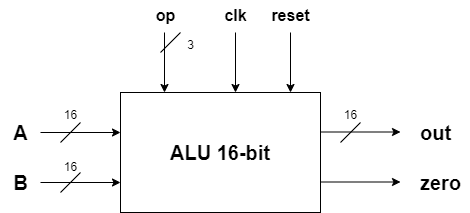 op clk reset
3
16 16
A ALU 16-bit out
16
B zero